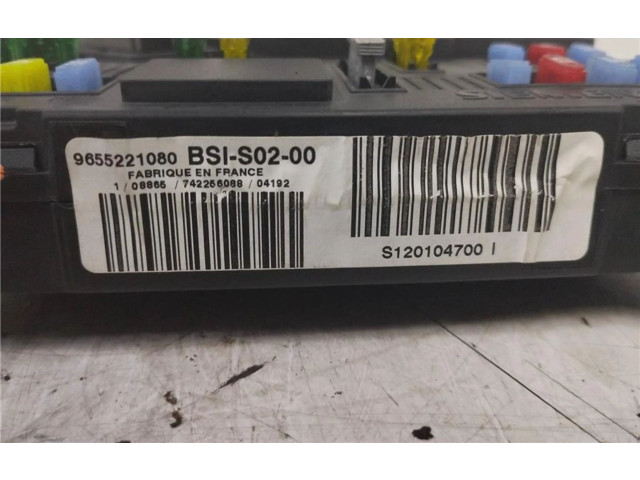 9655221080 BSI-S02-00
FABRIQUE EN FRANCE
1 / 08865 / 742256088 / 04192
S120104700 I